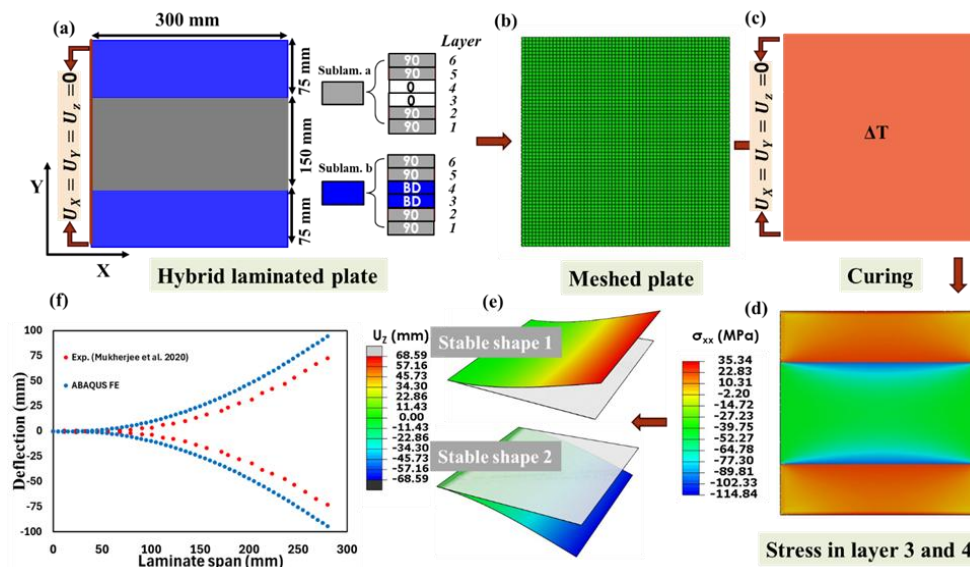 (a)
300 mm
U_X = U_Y = U_Z =0
75 mm
150 mm
75 mm
Y
X
Hybrid laminated plate
Layer
Sublam. a
90 6
90 5
0 4
0 3
90 2
90 1
Sublam. b
90 6
90 5
BD 4
BD 3
90 2
90 1
(b)
Meshed plate
(c)
U_X = U_Y = U_Z = 0
ΔT
Curing
(d)
σxx (MPa)
35.34
22.83
10.31
-2.20
-14.72
-27.23
-39.75
-52.27
-64.78
-77.30
-89.81
-102.33
-114.84
Stress in layer 3 and 4
(e)
Stable shape 1
Stable shape 2
UZ (mm)
68.59
57.16
45.73
34.30
22.86
11.43
0.00
-11.43
-22.86
-34.30
-45.73
-57.16
-68.59
(f)
Deflection (mm)
100
75
50
25
0
-25
-50
-75
-100
Exp. (Mukherjee et al. 2020)
ABAQUS FE
0 50 100 150 200 250 300
Laminate span (mm)